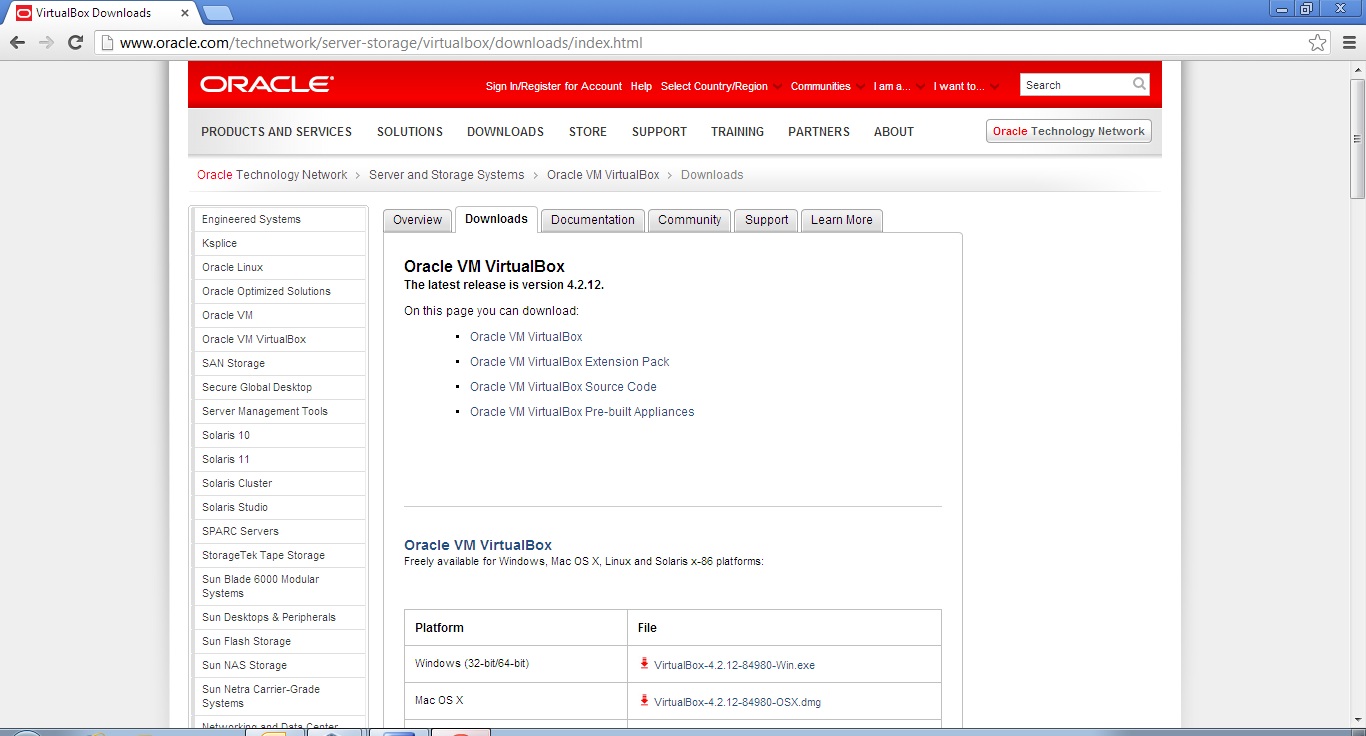 VirtualBox Downloads
www.oracle.com/technetwork/server-storage/virtualbox/downloads/index.html
ORACLE
Sign In/Register for Account Help Select Country/Region Communities I am a... I want to... Search
PRODUCTS AND SERVICES SOLUTIONS DOWNLOADS STORE SUPPORT TRAINING PARTNERS ABOUT Oracle Technology Network
Oracle Technology Network > Server and Storage Systems > Oracle VM VirtualBox > Downloads
Engineered Systems
Ksplice
Oracle Linux
Oracle Optimized Solutions
Oracle VM
Oracle VM VirtualBox
SAN Storage
Secure Global Desktop
Server Management Tools
Solaris 10
Solaris 11
Solaris Cluster
Solaris Studio
SPARC Servers
StorageTek Tape Storage
Sun Blade 6000 Modular
Systems
Sun Desktops & Peripherals
Sun Flash Storage
Sun NAS Storage
Sun Netra Carrier-Grade
Systems
Networking and Data Center
Overview Downloads Documentation Community Support Learn More
Oracle VM VirtualBox
The latest release is version 4.2.12.
On this page you can download:
Oracle VM VirtualBox
Oracle VM VirtualBox Extension Pack
Oracle VM VirtualBox Source Code
Oracle VM VirtualBox Pre-built Appliances
Oracle VM VirtualBox
Freely available for Windows, Mac OS X, Linux and Solaris x-86 platforms:
Platform File
Windows (32-bit/64-bit) VirtualBox-4.2.12-84980-Win.exe
Mac OS X VirtualBox-4.2.12-84980-OSX.dmg